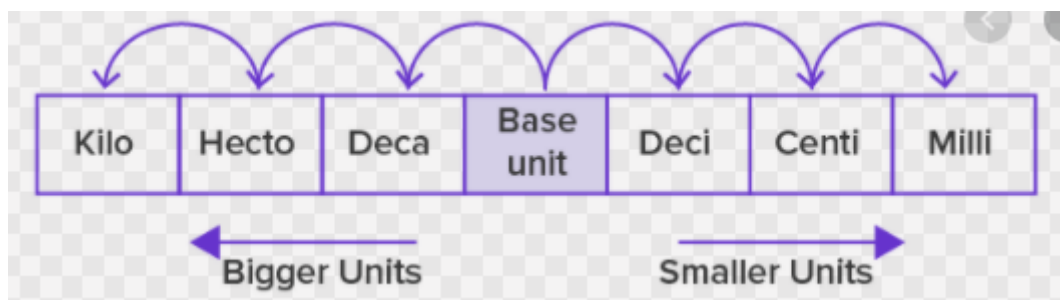 Kilo Hecto Deca Base unit Deci Centi Milli
Bigger Units Smaller Units